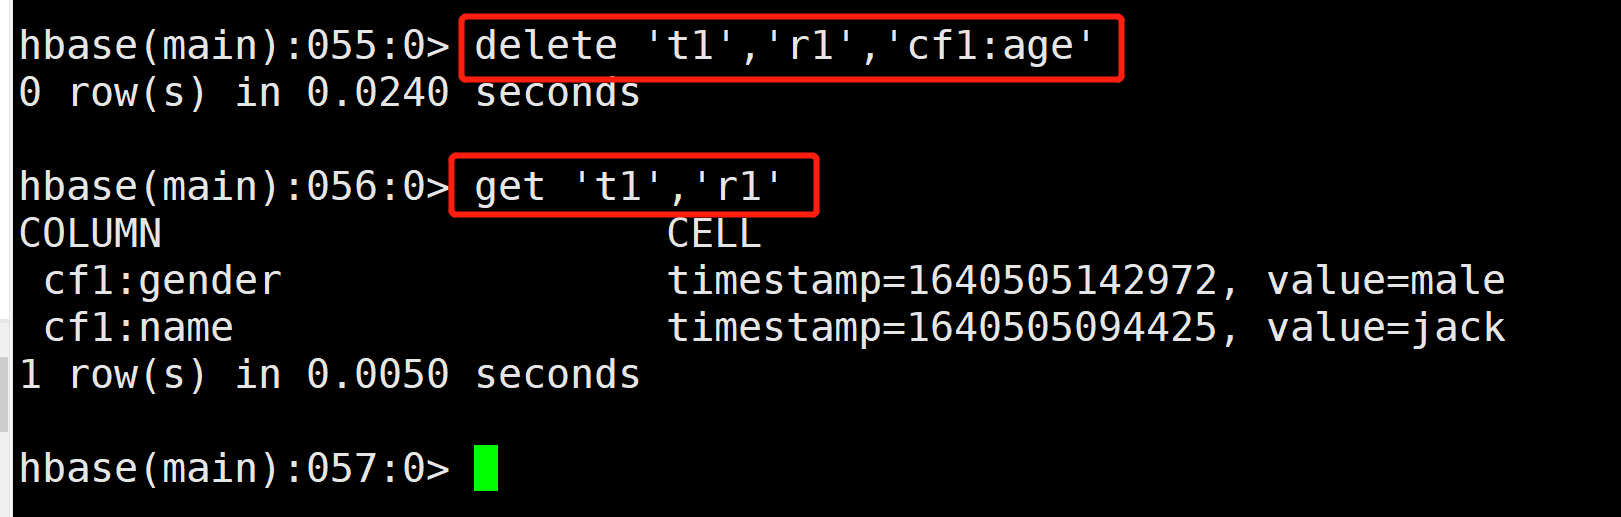 hbase(main):055:0> delete 't1','r1','cf1:age'
0 row(s) in 0.0240 seconds
hbase(main):056:0> get 't1','r1'
COLUMN CELL
cf1:gender timestamp=1640505142972, value=male
cf1:name timestamp=1640505094425, value=jack
1 row(s) in 0.0050 seconds
hbase(main):057:0>